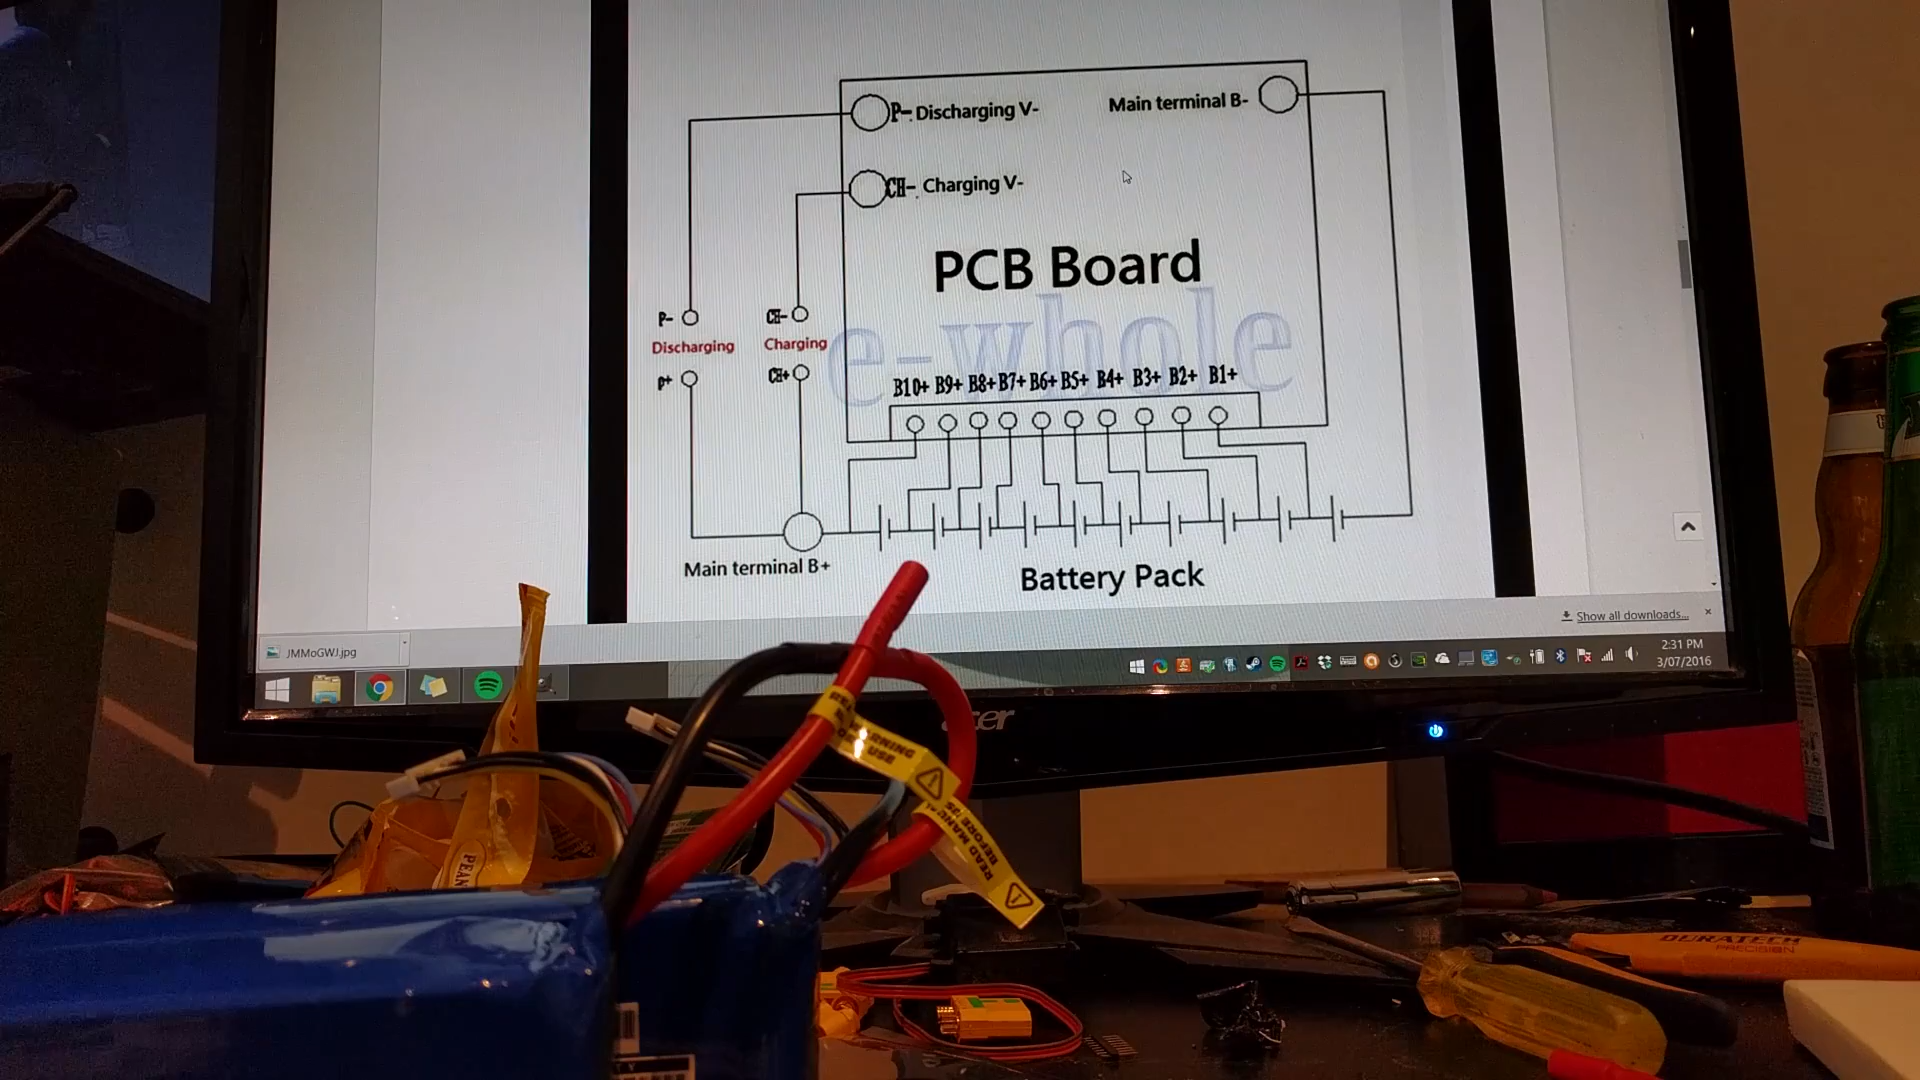 P-. Discharging V-
Main terminal B-
CH-. Charging V-
PCB Board
e-whole
P-
CH-
Discharging
Charging
P+
CH+
B10+ B9+ B8+ B7+ B6+ B5+ B4+ B3+ B2+ B1+
Main terminal B+
Battery Pack
Show all downloads...
JMMoGWJ.jpg
2:31 PM
3/07/2016
acer
WARNING
READ MANUAL
BEFORE USE
PEAN
DURATECH
PRECISION